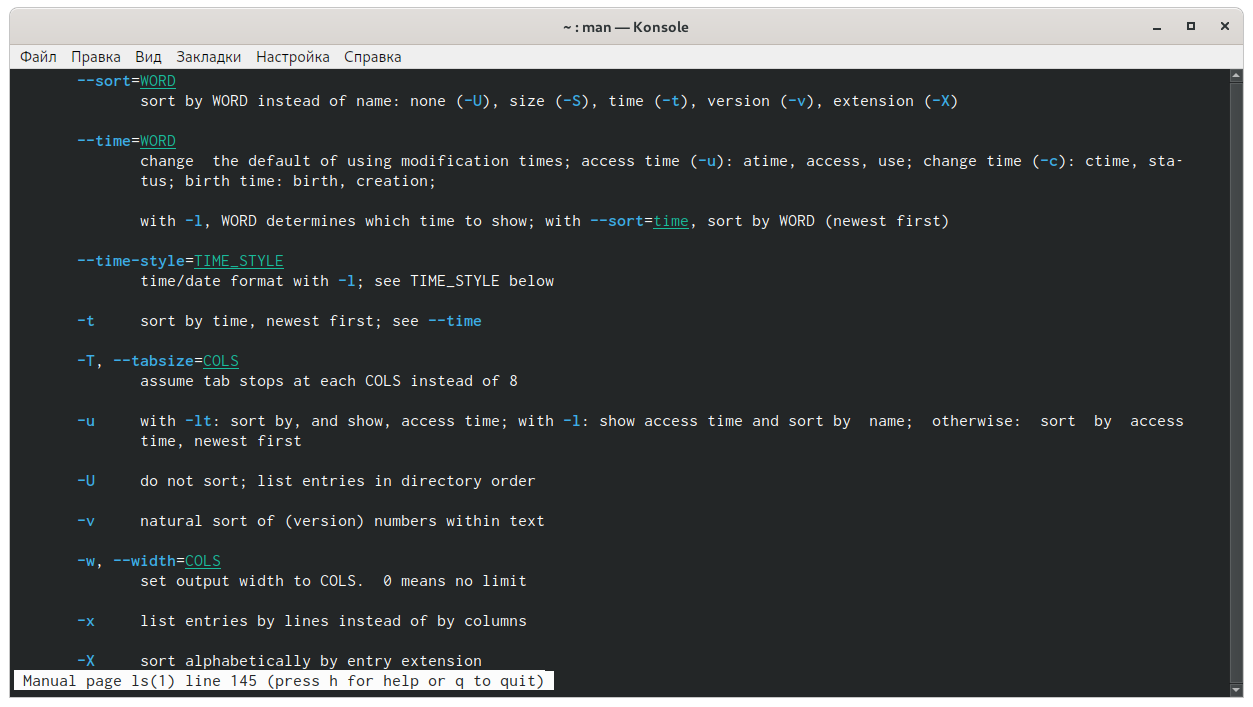 ~ : man — Konsole
Файл Правка Вид Закладки Настройка Справка
--sort=WORD
sort by WORD instead of name: none (-U), size (-S), time (-t), version (-v), extension (-X)
--time=WORD
change  the default of using modification times; access time (-u): atime, access, use; change time (-c): ctime, sta-
tus; birth time: birth, creation;
with -l, WORD determines which time to show; with --sort=time, sort by WORD (newest first)
--time-style=TIME_STYLE
time/date format with -l; see TIME_STYLE below
-t     sort by time, newest first; see --time
-T, --tabsize=COLS
assume tab stops at each COLS instead of 8
-u     with -lt: sort by, and show, access time; with -l: show access time and sort by  name;  otherwise:  sort  by  access
time, newest first
-U     do not sort; list entries in directory order
-v     natural sort of (version) numbers within text
-w, --width=COLS
set output width to COLS.  0 means no limit
-x     list entries by lines instead of by columns
-X     sort alphabetically by entry extension
Manual page ls(1) line 145 (press h for help or q to quit)